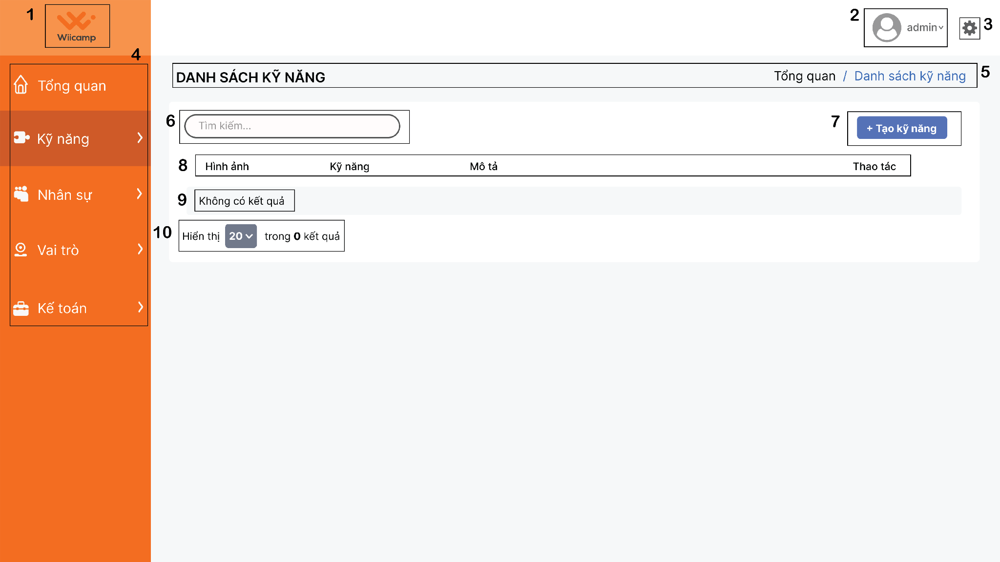 1
Wiicamp
2
admin
3
4
Tổng quan
Kỹ năng
Nhân sự
Vai trò
Kế toán
DANH SÁCH KỸ NĂNG
Tổng quan / Danh sách kỹ năng
5
6
Tìm kiếm...
7
+ Tạo kỹ năng
8
Hình ảnh Kỹ năng Mô tả Thao tác
9
Không có kết quả
10
Hiển thị 20 trong 0 kết quả